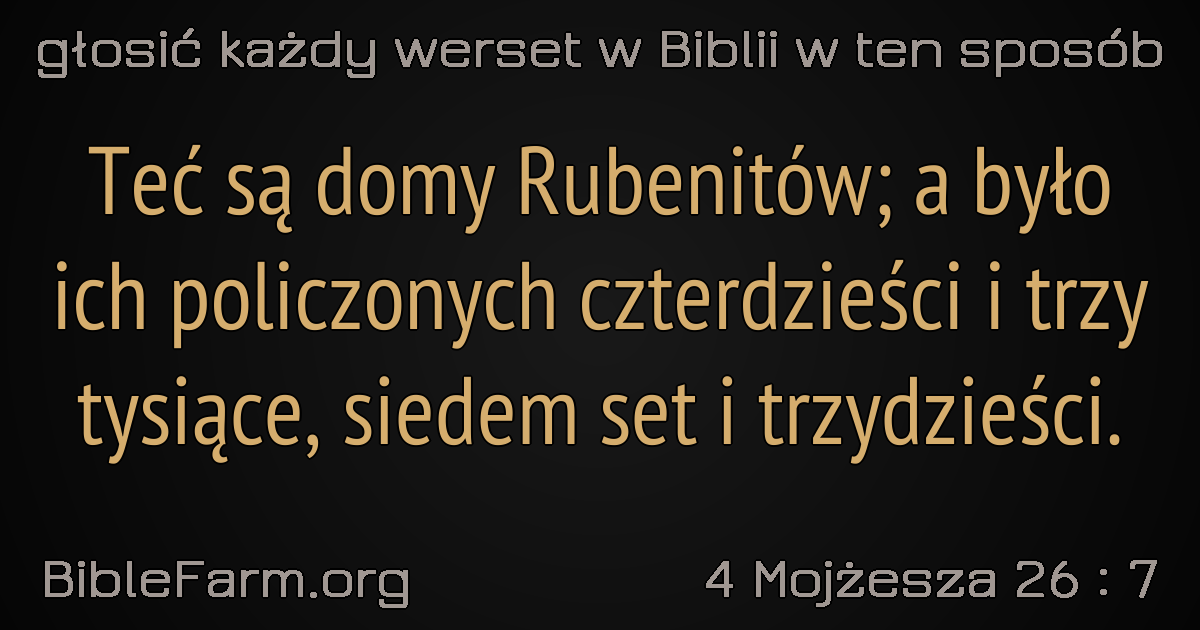 głosić każdy werset w Biblii w ten sposób
Teć są domy Rubenitów; a było
ich policzonych czterdzieści i trzy
tysiące, siedem set i trzydzieści.
BibleFarm.org
4 Mojżesza 26 : 7